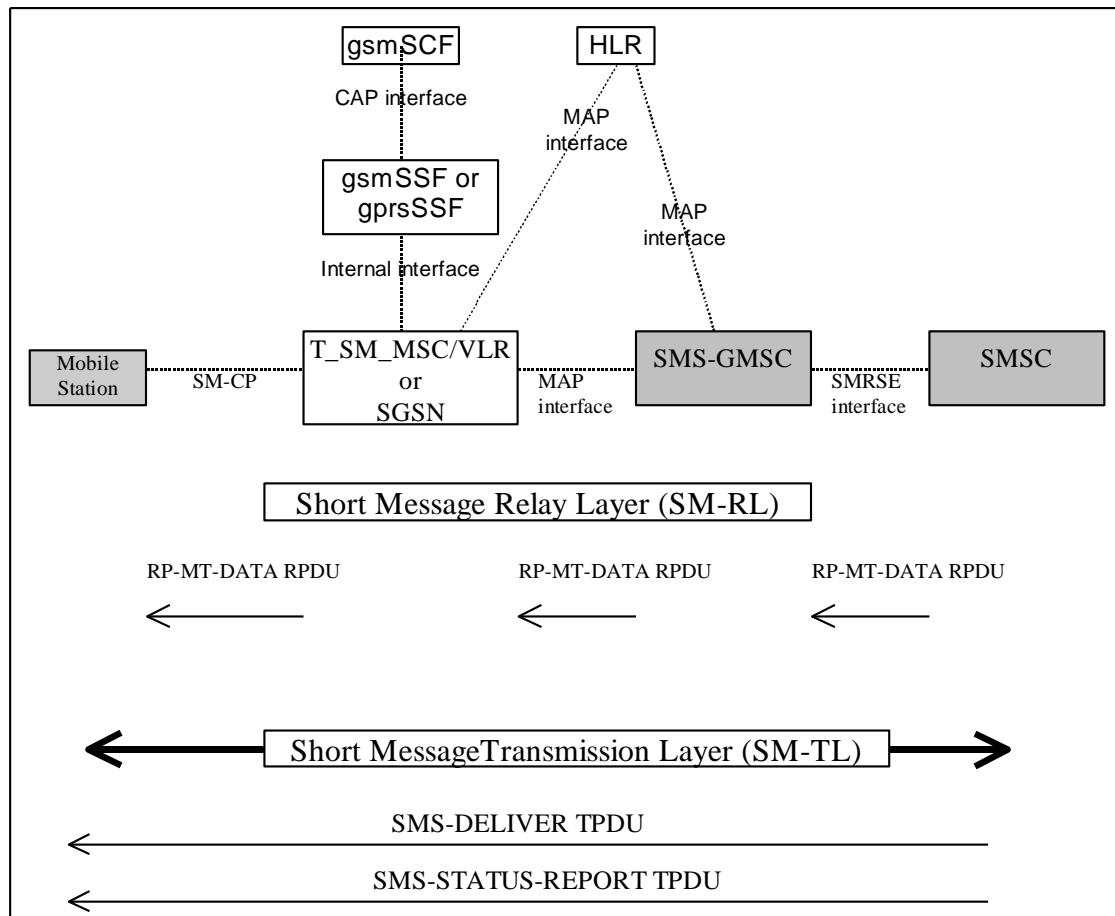 gsmSCF
HLR
CAP interface
MAP
interface
gsmSSF or
gprsSSF
MAP
interface
Internal interface
Mobile
Station
SM-CP
T_SM_MSC/VLR
or
SGSN
MAP
interface
SMS-GMSC
SMRSE
interface
SMSC
Short Message Relay Layer (SM-RL)
RP-MT-DATA RPDU
RP-MT-DATA RPDU
RP-MT-DATA RPDU
Short MessageTransmission Layer (SM-TL)
SMS-DELIVER TPDU
SMS-STATUS-REPORT TPDU